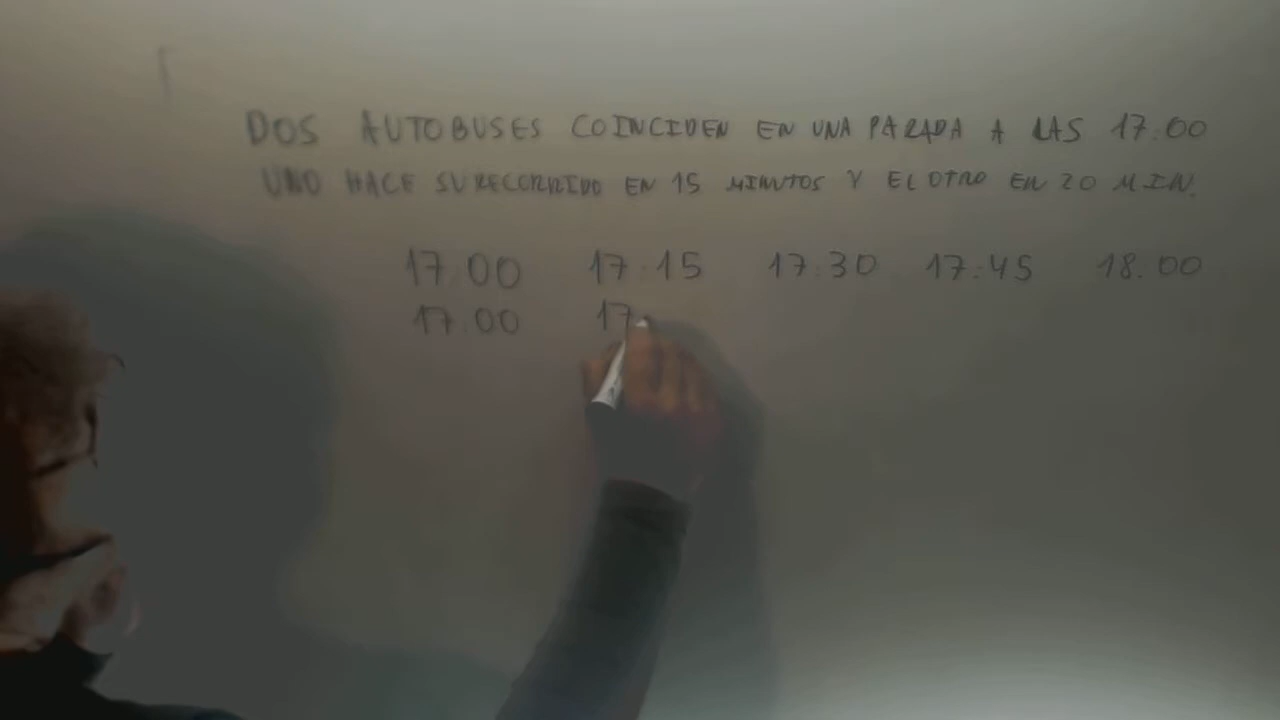 DOS AUTOBUSES COINCIDEN EN UNA PARADA A LAS 17:00
UNO HACE SU RECORRIDO EN 15 MINUTOS Y EL OTRO EN 20 MIN.
17:00 17:15 17:30 17:45 18:00
17:00 17: